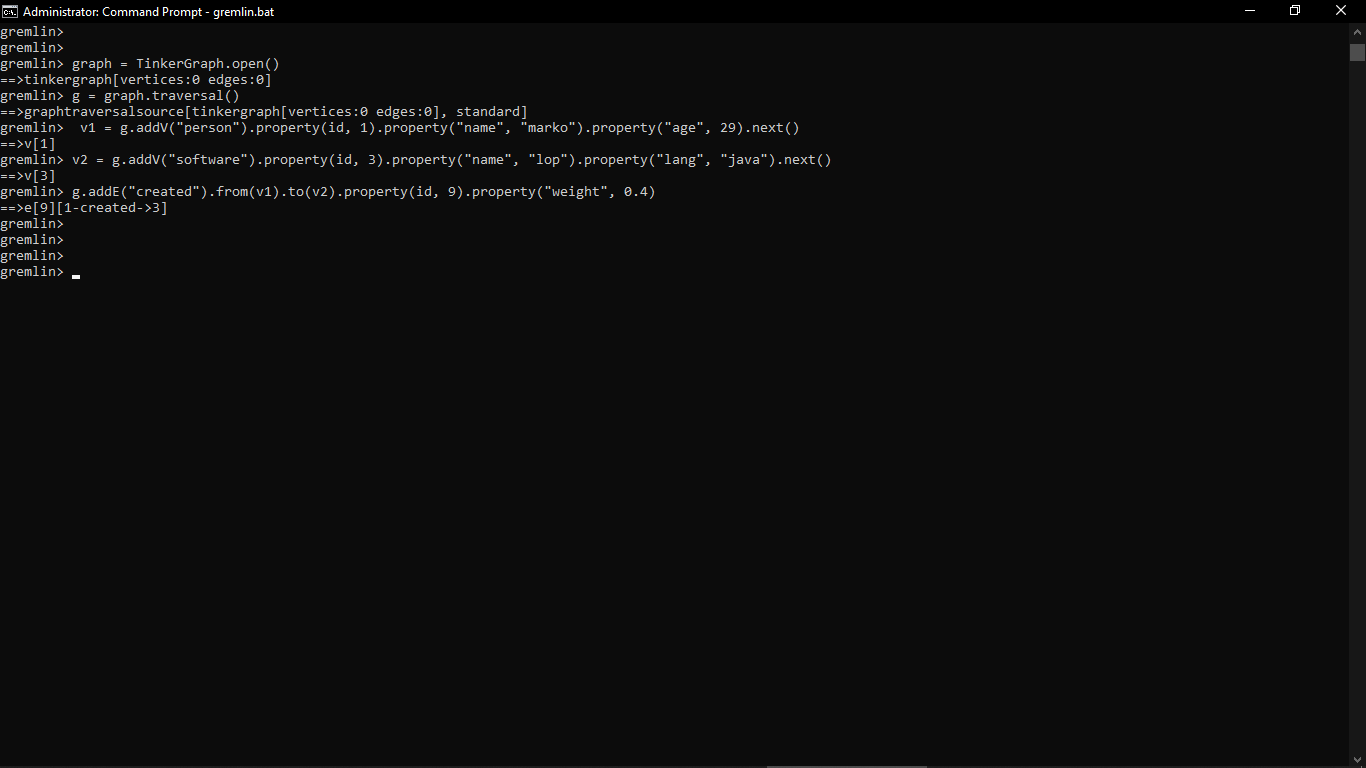 Administrator: Command Prompt - gremlin.bat
gremlin>
gremlin>
gremlin> graph = TinkerGraph.open()
==>tinkergraph[vertices:0 edges:0]
gremlin> g = graph.traversal()
==>graphtraversalsource[tinkergraph[vertices:0 edges:0], standard]
gremlin>  v1 = g.addV("person").property(id, 1).property("name", "marko").property("age", 29).next()
==>v[1]
gremlin> v2 = g.addV("software").property(id, 3).property("name", "lop").property("lang", "java").next()
==>v[3]
gremlin> g.addE("created").from(v1).to(v2).property(id, 9).property("weight", 0.4)
==>e[9][1-created->3]
gremlin>
gremlin>
gremlin>
gremlin>